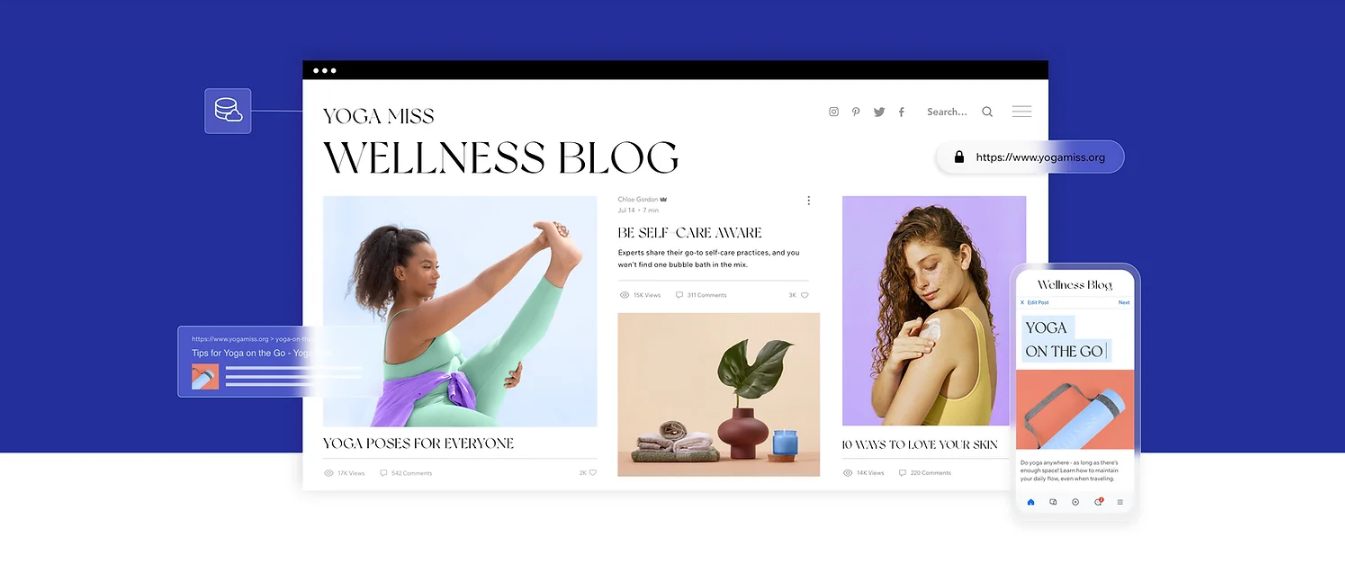 YOGA MISS
Search...
WELLNESS BLOG
https://www.yogamiss.org
Chloe Gordon
Jul 14 • 7 min
BE SELF-CARE AWARE
Experts share their go-to self-care practices, and you
won't find one bubble bath in the mix.
15K Views
311 Comments
3K
YOGA POSES FOR EVERYONE
17K Views
542 Comments
2K
10 WAYS TO LOVE YOUR SKIN
14K Views
220 Comments
https://www.yogamiss.org > yoga-on-the
Tips for Yoga on the Go - Yoga
Wellness Blog
X Edit Post
Next
YOGA
ON THE GO
Do yoga anywhere - as long as there's
enough space! Learn how to maintain
your daily flow, even when traveling.